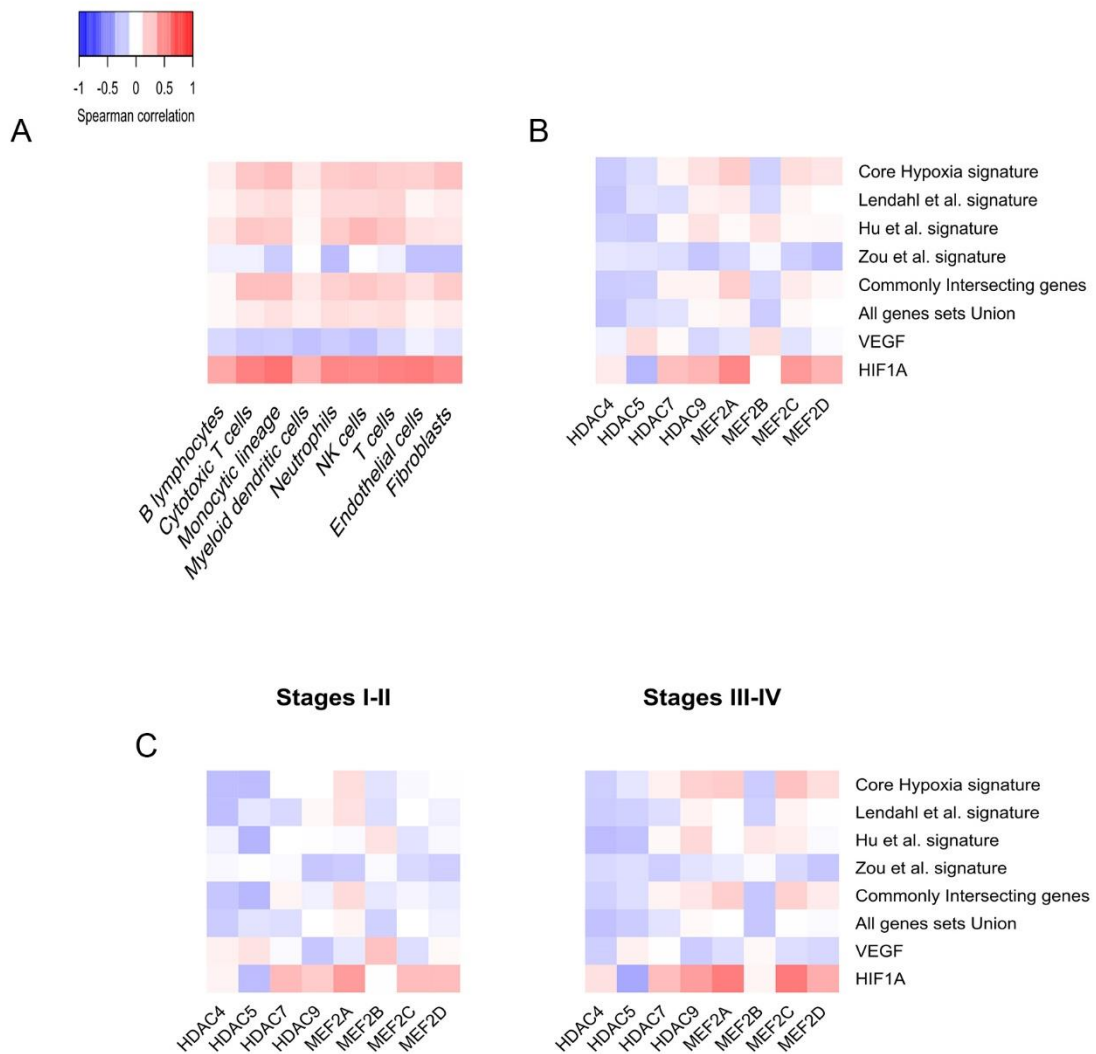 -1 -0.5 0 0.5 1
Spearman correlation
A
B
Core Hypoxia signature
Lendahl et al. signature
Hu et al. signature
Zou et al. signature
Commonly Intersecting genes
All genes sets Union
VEGF
HIF1A
B lymphocytes
Cytotoxic T cells
Monocytic lineage
Myeloid dendritic cells
Neutrophils
NK cells
T cells
Endothelial cells
Fibroblasts
HDAC4
HDAC5
HDAC7
HDAC9
MEF2A
MEF2B
MEF2C
MEF2D
Stages I-II
Stages III-IV
C
Core Hypoxia signature
Lendahl et al. signature
Hu et al. signature
Zou et al. signature
Commonly Intersecting genes
All genes sets Union
VEGF
HIF1A
HDAC4
HDAC5
HDAC7
HDAC9
MEF2A
MEF2B
MEF2C
MEF2D
HDAC4
HDAC5
HDAC7
HDAC9
MEF2A
MEF2B
MEF2C
MEF2D